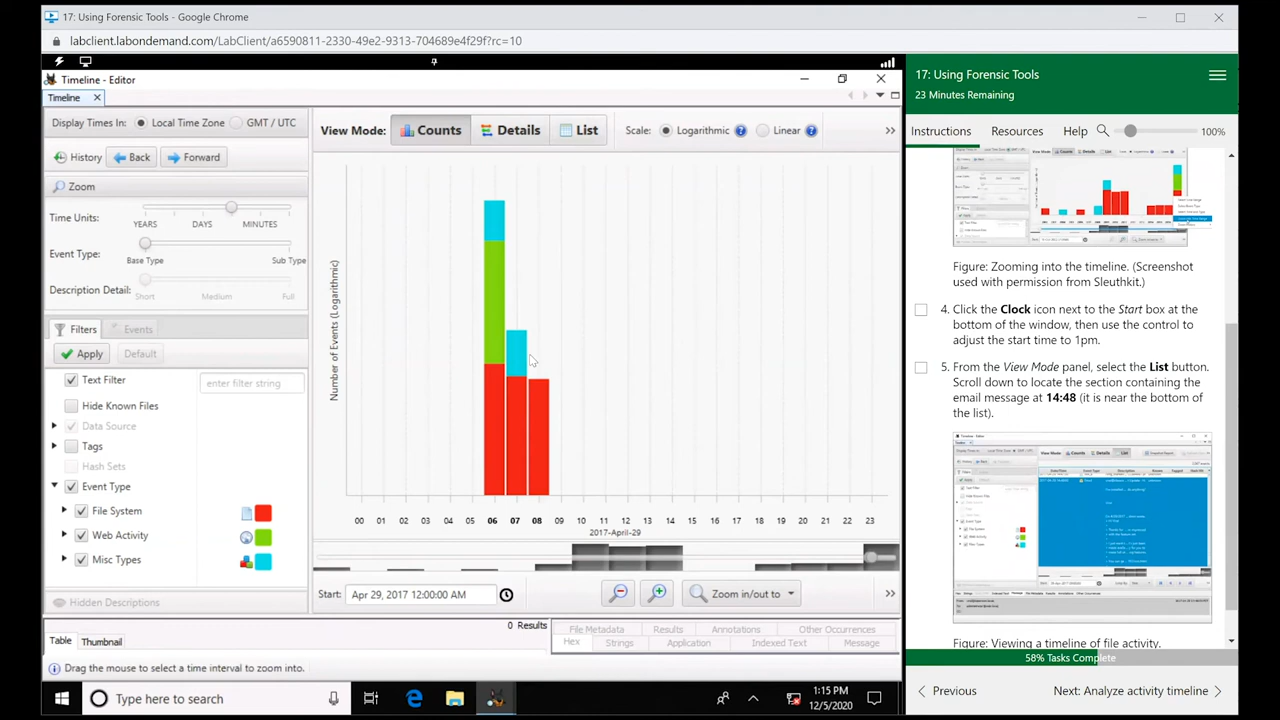 17: Using Forensic Tools - Google Chrome
labclient.labondemand.com/LabClient/a6590811-2330-49e2-9313-704689e4f29f?rc=10
Timeline - Editor
Timeline
Display Times In: Local Time Zone GMT / UTC
History Back Forward
Zoom
Time Units:
YEARS DAYS MINUTES
Event Type:
Base Type Sub Type
Description Detail:
Short Medium Full
Filters Events
Apply Default
Text Filter enter filter string
Hide Known Files
Data Source
Tags
Hash Sets
Event Type
File System
Web Activity
Misc Types
Hidden Descriptions
View Mode: Counts Details List Scale: Logarithmic Linear
Number of Events (Logarithmic)
00 01 02 03 04 05 06 07 08 09 10 11 12 13 14 15 16 17 18 19 20 21 22 23
2017-April-29
Start: Apr 29, 2017 12:00:00 AM
Zoom in/out to
Table Thumbnail
0 Results
File Metadata Results Annotations Other Occurrences
Hex Strings Application Indexed Text Message
Drag the mouse to select a time interval to zoom into.
Type here to search
1:15 PM
12/5/2020
17: Using Forensic Tools
23 Minutes Remaining
Instructions Resources Help 100%
Figure: Zooming into the timeline. (Screenshot
used with permission from Sleuthkit.)
4. Click the Clock icon next to the Start box at the
bottom of the window, then use the control to
adjust the start time to 1pm.
5. From the View Mode panel, select the List button.
Scroll down to locate the section containing the
email message at 14:48 (it is near the bottom of
the list).
Figure: Viewing a timeline of file activity.
58% Tasks Complete
Previous
Next: Analyze activity timeline